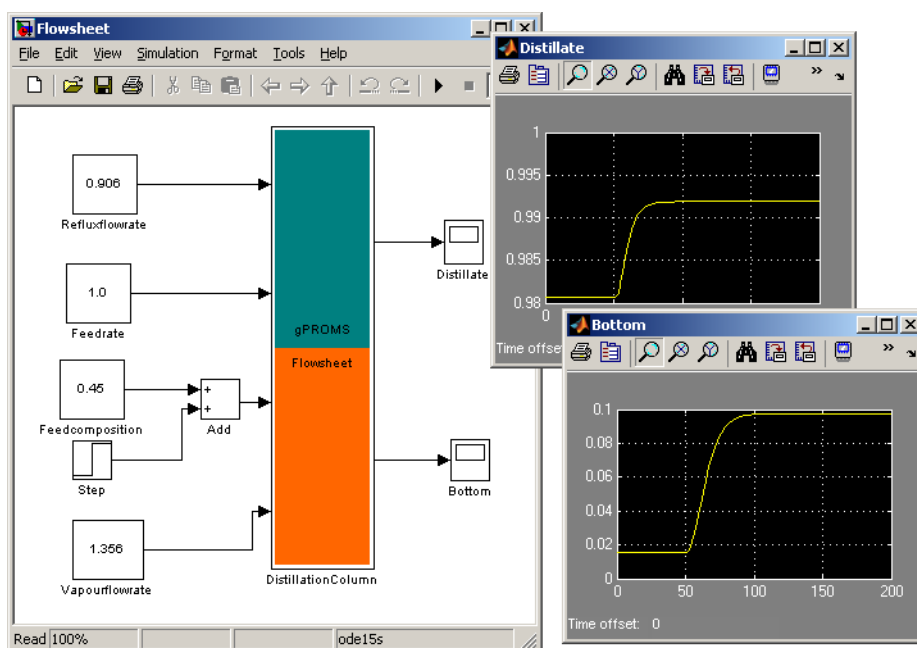 Flowsheet
File Edit View Simulation Format Tools Help
0.906
Refluxflowrate
1.0
Feedrate
0.45
Feedcomposition
+
+
Add
Step
1.356
Vapourflowrate
gPROMS
Flowsheet
DistillationColumn
Distillate
Bottom
Read 100% ode15s
Distillate
»
1
0.995
0.99
0.985
0.98
0
Time offset
Bottom
»
0.1
0.08
0.06
0.04
0.02
0
0 50 100 150 200
Time offset: 0